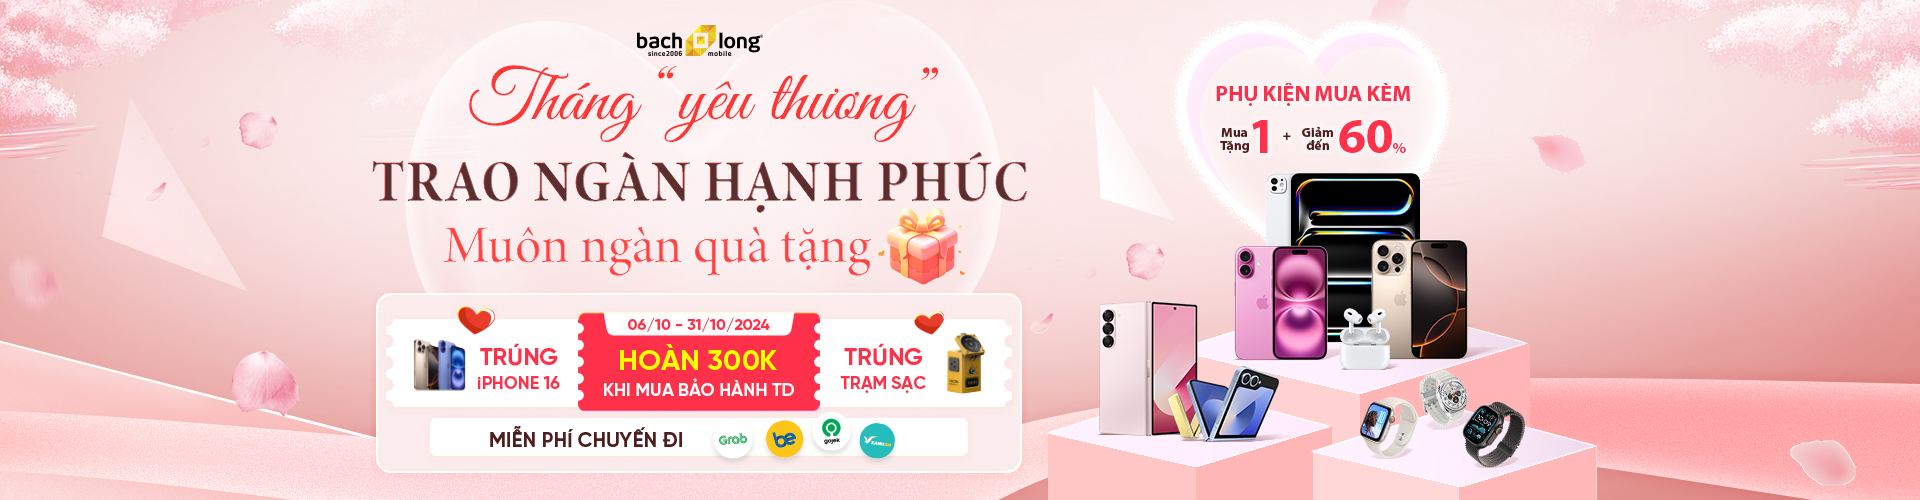 bach long
since2006 mobile
Tháng "yêu thương"
TRAO NGÀN HẠNH PHÚC
Muôn ngàn quà tặng
TRÚNG
iPHONE 16
06/10 - 31/10/2024
HOÀN 300K
KHI MUA BẢO HÀNH TD
TRÚNG
TRẠM SẠC
MIỄN PHÍ CHUYẾN ĐI
Grab
be
gojek
PHỤ KIỆN MUA KÈM
Mua Tặng 1 + Giảm đến 60%